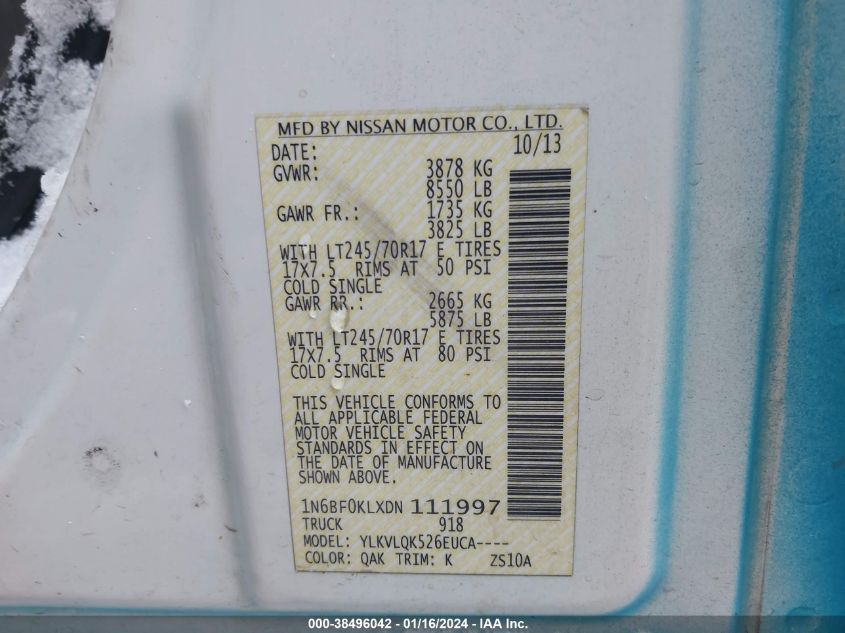 MFD BY NISSAN MOTOR CO., LTD.
DATE: 10/13
GVWR: 3878 KG
8550 LB
GAWR FR.: 1735 KG
3825 LB
WITH LT245/70R17 E TIRES
17X7.5 RIMS AT 50 PSI
COLD SINGLE
GAWR RR.: 2665 KG
5875 LB
WITH LT245/70R17 E TIRES
17X7.5 RIMS AT 80 PSI
COLD SINGLE
THIS VEHICLE CONFORMS TO
ALL APPLICABLE FEDERAL
MOTOR VEHICLE SAFETY
STANDARDS IN EFFECT ON
THE DATE OF MANUFACTURE
SHOWN ABOVE.
1N6BF0KLXDN 111997
TRUCK 918
MODEL: YLKVLQK526EUCA----
COLOR: QAK TRIM: K ZS10A
000-38496042 - 01/16/2024 - IAA Inc.